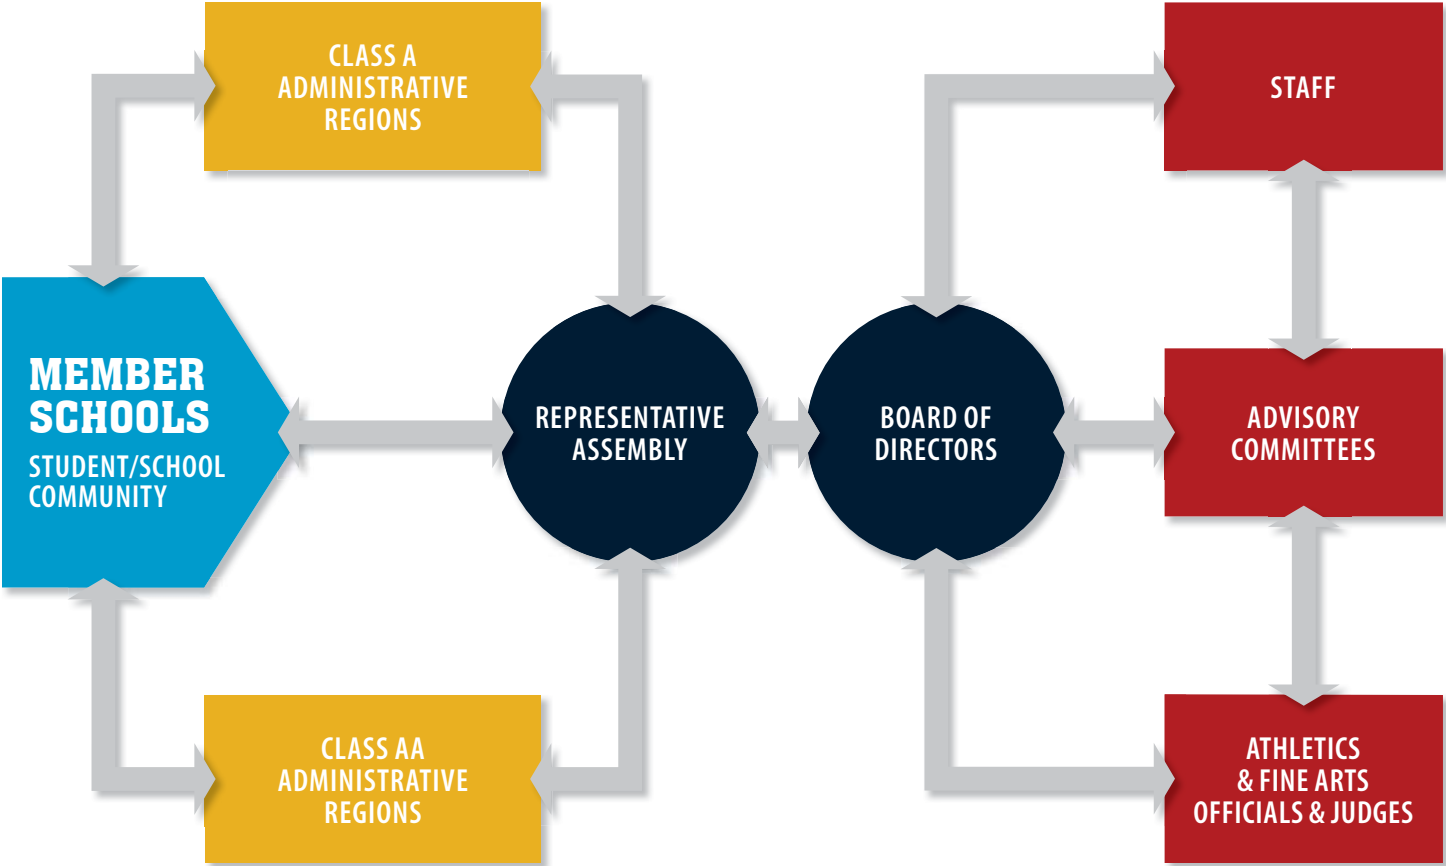 CLASS A
ADMINISTRATIVE
REGIONS
STAFF
MEMBER
SCHOOLS
STUDENT/SCHOOL
COMMUNITY
REPRESENTATIVE
ASSEMBLY
BOARD OF
DIRECTORS
ADVISORY
COMMITTEES
CLASS AA
ADMINISTRATIVE
REGIONS
ATHLETICS
& FINE ARTS
OFFICIALS & JUDGES